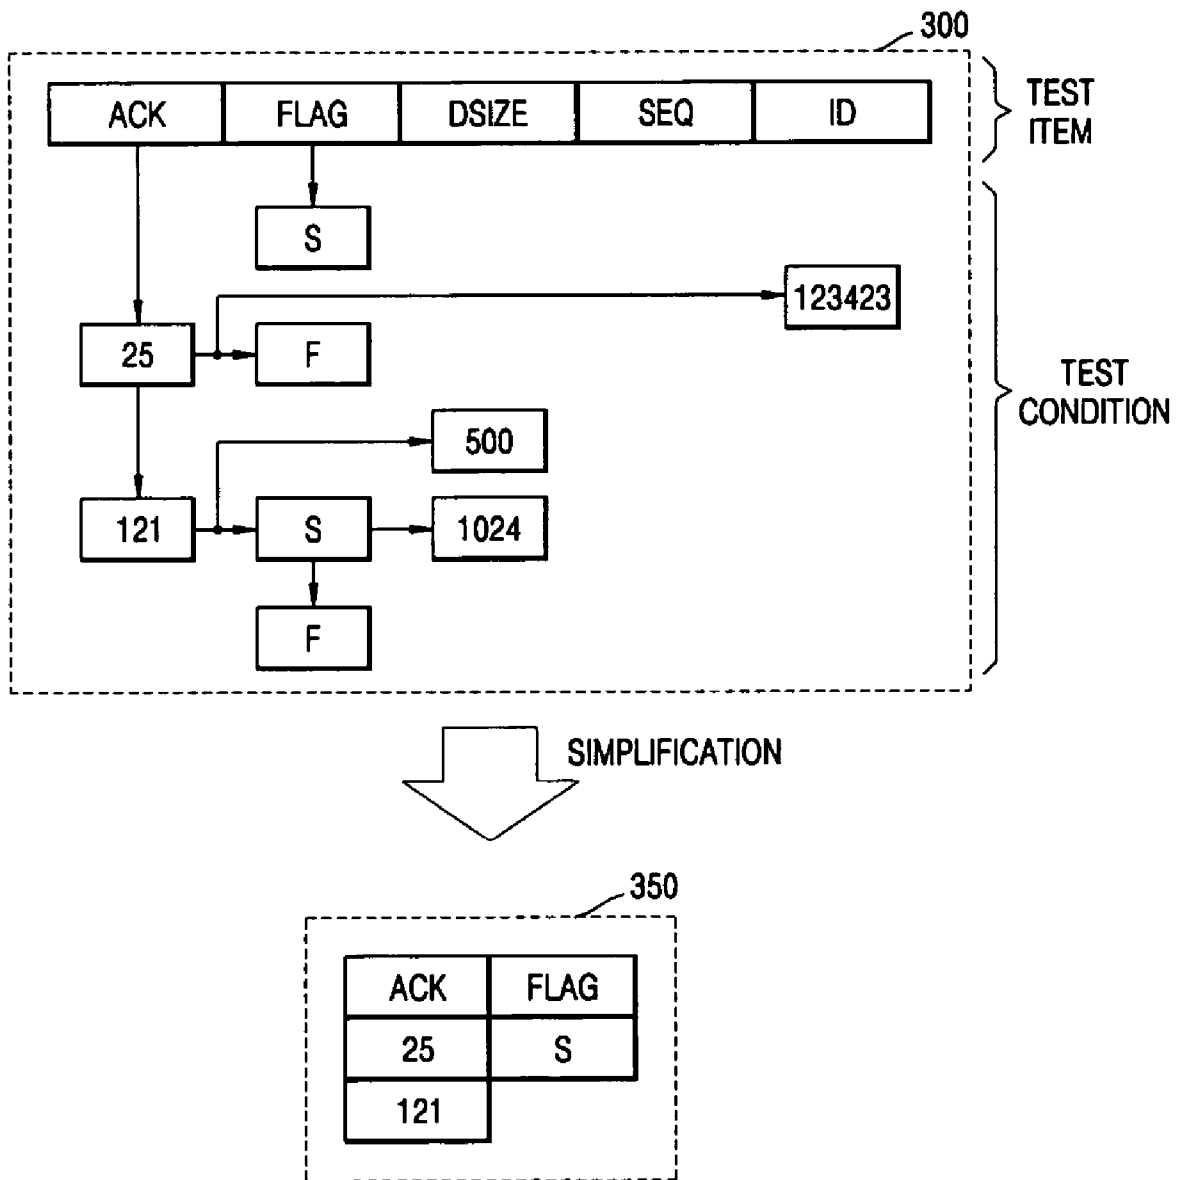 300
ACK FLAG DSIZE SEQ ID
TEST
ITEM
S
123423
25 F
TEST
CONDITION
500
121 S 1024
F
SIMPLIFICATION
350
ACK FLAG
25 S
121